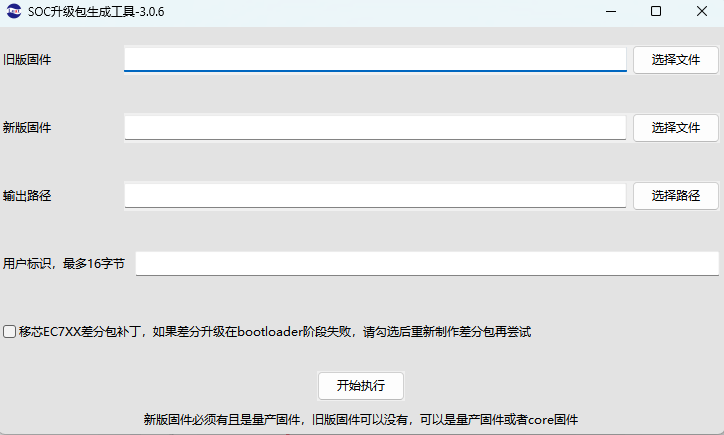 SOC升级包生成工具-3.0.6
旧版固件 选择文件
新版固件 选择文件
输出路径 选择路径
用户标识，最多16字节
移芯EC7XX差分包补丁，如果差分升级在bootloader阶段失败，请勾选后重新制作差分包再尝试
开始执行
新版固件必须有且是量产固件，旧版固件可以没有，可以是量产固件或者core固件